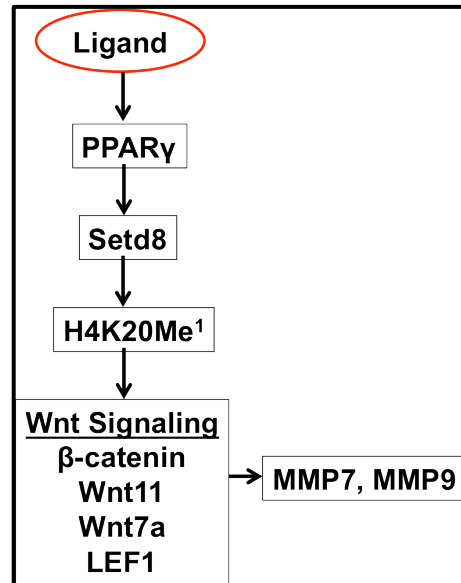 Ligand
PPARγ
Setd8
H4K20Me¹
Wnt Signaling
β-catenin
Wnt11
Wnt7a
LEF1
MMP7, MMP9